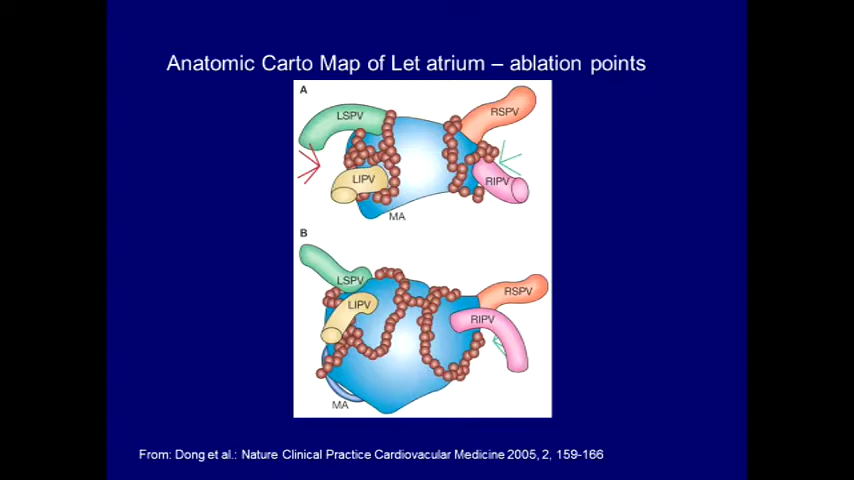 Anatomic Carto Map of Let atrium – ablation points
A
LSPV
RSPV
LIPV
RIPV
MA
B
LSPV
RSPV
LIPV
RIPV
MA
From: Dong et al.: Nature Clinical Practice Cardiovacular Medicine 2005, 2, 159-166